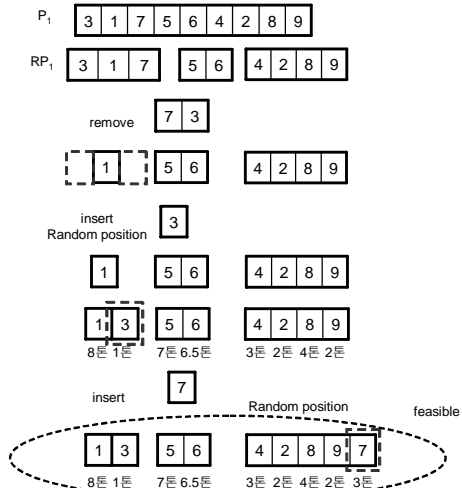 P1 3 1 7 5 6 4 2 8 9
RP1 3 1 7 5 6 4 2 8 9
remove 7 3
1 5 6 4 2 8 9
insert
Random position 3
1 5 6 4 2 8 9
1 3 5 6 4 2 8 9
8톤 1톤 7톤 6.5톤 3톤 2톤 4톤 2톤
insert 7 Random position feasible
1 3 5 6 4 2 8 9 7
8톤 1톤 7톤 6.5톤 3톤 2톤 4톤 2톤 3톤